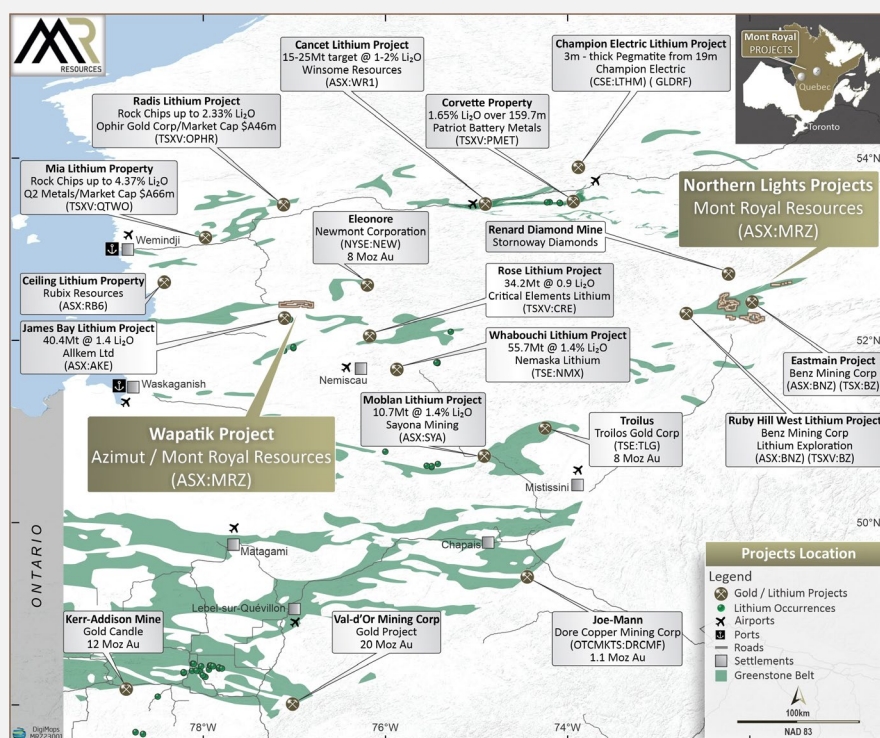 MR
RESOURCES
Cancet Lithium Project
15-25Mt target @ 1-2% Li₂O
Winsome Resources
(ASX:WR1)
Champion Electric Lithium Project
3m - thick Pegmatite from 19m
Champion Electric
(CSE:LTHM) ( GLDRF)
Mont Royal
PROJECTS
Quebec
Toronto
Radis Lithium Project
Rock Chips up to 2.33% Li₂O
Ophir Gold Corp/Market Cap $A46m
(TSXV:OPHR)
Corvette Property
1.65% Li₂O over 159.7m
Patriot Battery Metals
(TSXV:PMET)
54°N
Mia Lithium Property
Rock Chips up to 4.37% Li₂O
Q2 Metals/Market Cap $A66m
(TSXV:QTWO)
Northern Lights Projects
Mont Royal Resources
(ASX:MRZ)
Wemindji
Eleonore
Newmont Corporation
(NYSE:NEW)
8 Moz Au
Renard Diamond Mine
Stornoway Diamonds
Ceiling Lithium Property
Rubix Resources
(ASX:RB6)
Rose Lithium Project
34.2Mt @ 0.9 Li₂O
Critical Elements Lithium
(TSXV:CRE)
James Bay Lithium Project
40.4Mt @ 1.4 Li₂O
Allkem Ltd
(ASX:AKE)
Whabouchi Lithium Project
55.7Mt @ 1.4% Li₂O
Nemaska Lithium
(TSE:NMX)
52°N
Eastmain Project
Benz Mining Corp
(ASX:BNZ) (TSX:BZ)
Nemiscau
Waskaganish
Moblan Lithium Project
10.7Mt @ 1.4% Li₂O
Sayona Mining
(ASX:SYA)
Troilus
Troilos Gold Corp
(TSE:TLG)
8 Moz Au
Ruby Hill West Lithium Project
Benz Mining Corp
Lithium Exploration
(ASX:BNZ) (TSXV:BZ)
Wapatik Project
Azimut / Mont Royal Resources
(ASX:MRZ)
Mistissini
50°N
ONTARIO
Matagami
Chapais
Lebel-sur-Quévillon
Kerr-Addison Mine
Gold Candle
12 Moz Au
Val-d'Or Mining Corp
Gold Project
20 Moz Au
Joe-Mann
Dore Copper Mining Corp
(OTCMKTS:DRCMF)
1.1 Moz Au
Projects Location
Legend
Gold / Lithium Projects
Lithium Occurrences
Airports
Ports
Roads
Settlements
Greenstone Belt
100km
NAD 83
DigiMaps
MR223001
78°W
76°W
74°W